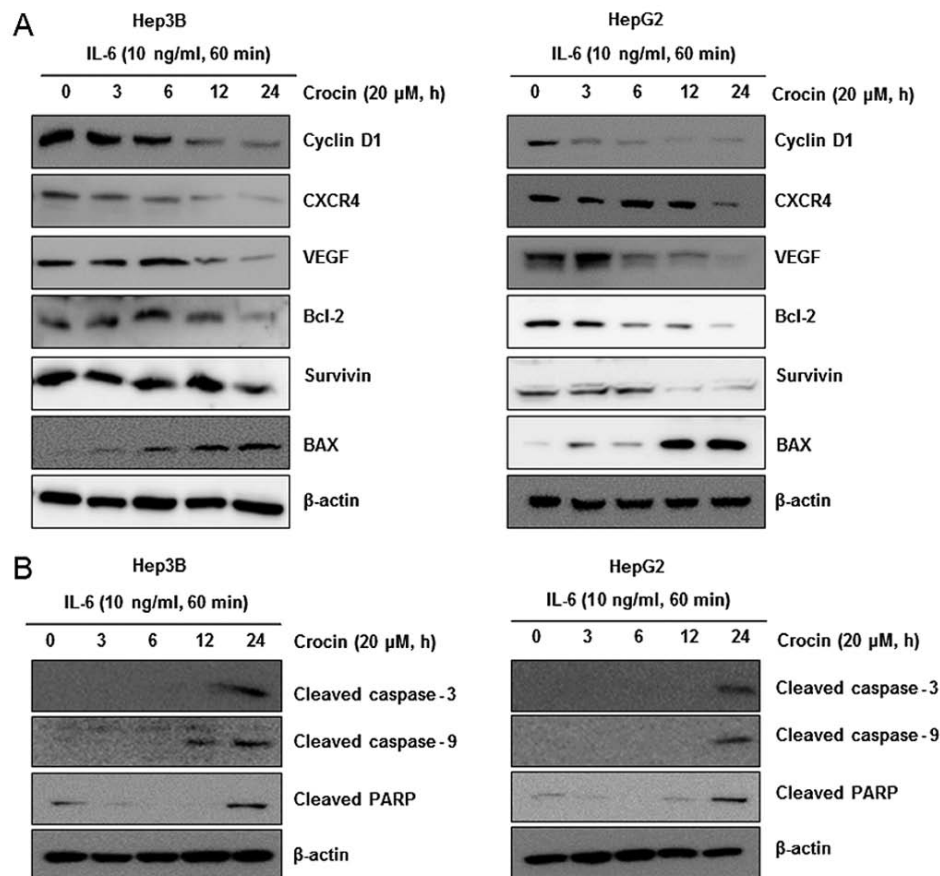 A
Hep3B
IL-6 (10 ng/ml, 60 min)
0 3 6 12 24 Crocin (20 µM, h)
Cyclin D1
CXCR4
VEGF
Bcl-2
Survivin
BAX
β-actin
HepG2
IL-6 (10 ng/ml, 60 min)
0 3 6 12 24 Crocin (20 µM, h)
Cyclin D1
CXCR4
VEGF
Bcl-2
Survivin
BAX
β-actin
B
Hep3B
IL-6 (10 ng/ml, 60 min)
0 3 6 12 24 Crocin (20 µM, h)
Cleaved caspase-3
Cleaved caspase-9
Cleaved PARP
β-actin
HepG2
IL-6 (10 ng/ml, 60 min)
0 3 6 12 24 Crocin (20 µM, h)
Cleaved caspase-3
Cleaved caspase-9
Cleaved PARP
β-actin